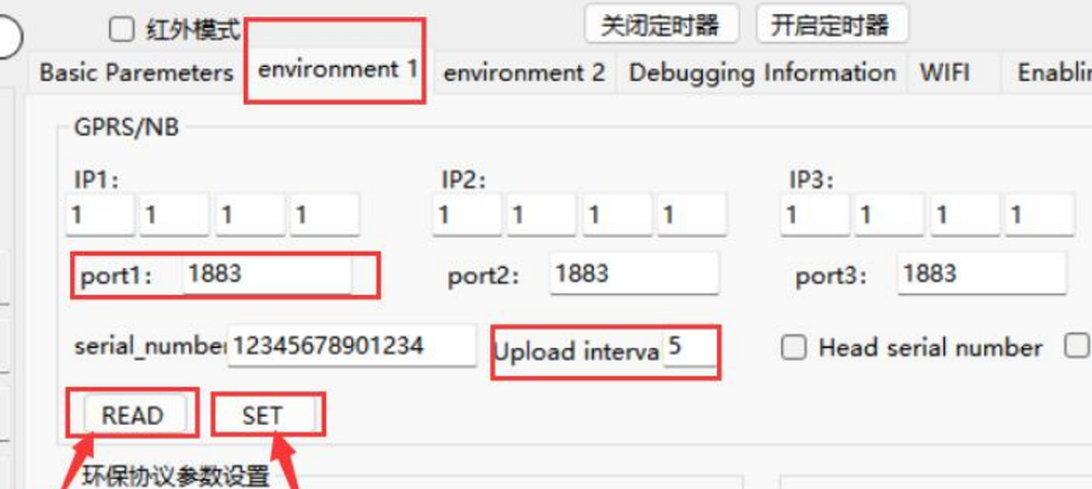 红外模式 关闭定时器 开启定时器
Basic Paremeters environment 1 environment 2 Debugging Information WIFI
GPRS/NB
IP1: IP2: IP3:
1 1 1 1 1 1 1 1 1 1 1 1
port1: 1883 port2: 1883 port3: 1883
serial_number 12345678901234 Upload interva 5 Head serial number
READ SET
环保协议参数设置